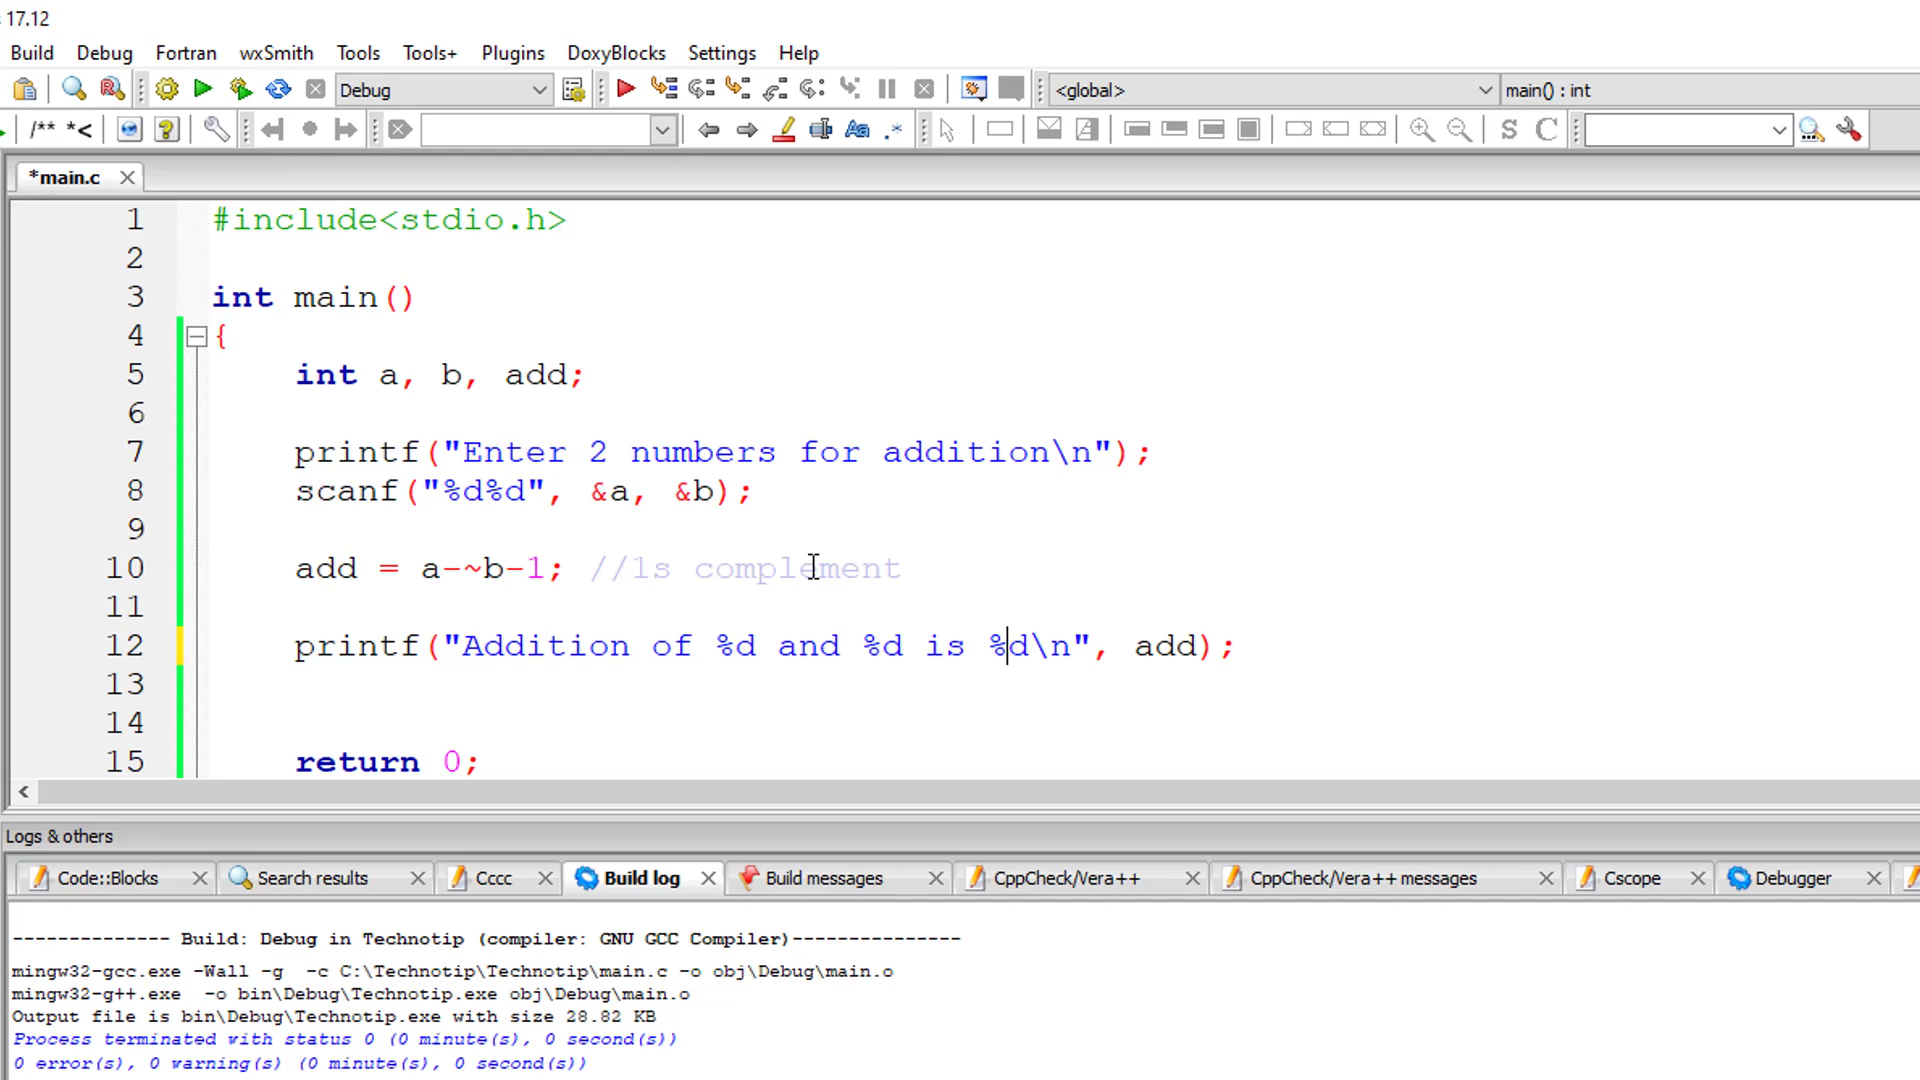 17.12
Build Debug Fortran wxSmith Tools Tools+ Plugins DoxyBlocks Settings Help
Debug <global> main() : int
/** *< Aa .* S C
*main.c
1 #include<stdio.h>
2
3 int main()
4 {
5 int a, b, add;
6
7 printf("Enter 2 numbers for addition\n");
8 scanf("%d%d", &a, &b);
9
10 add = a-~b-1; //1s complement
11
12 printf("Addition of %d and %d is %d\n", add);
13
14
15 return 0;
Logs & others
Code::Blocks Search results Cccc Build log Build messages CppCheck/Vera++ CppCheck/Vera++ messages Cscope Debugger
-------------- Build: Debug in Technotip (compiler: GNU GCC Compiler)---------------
mingw32-gcc.exe -Wall -g -c C:\Technotip\Technotip\main.c -o obj\Debug\main.o
mingw32-g++.exe -o bin\Debug\Technotip.exe obj\Debug\main.o
Output file is bin\Debug\Technotip.exe with size 28.82 KB
Process terminated with status 0 (0 minute(s), 0 second(s))
0 error(s), 0 warning(s) (0 minute(s), 0 second(s))